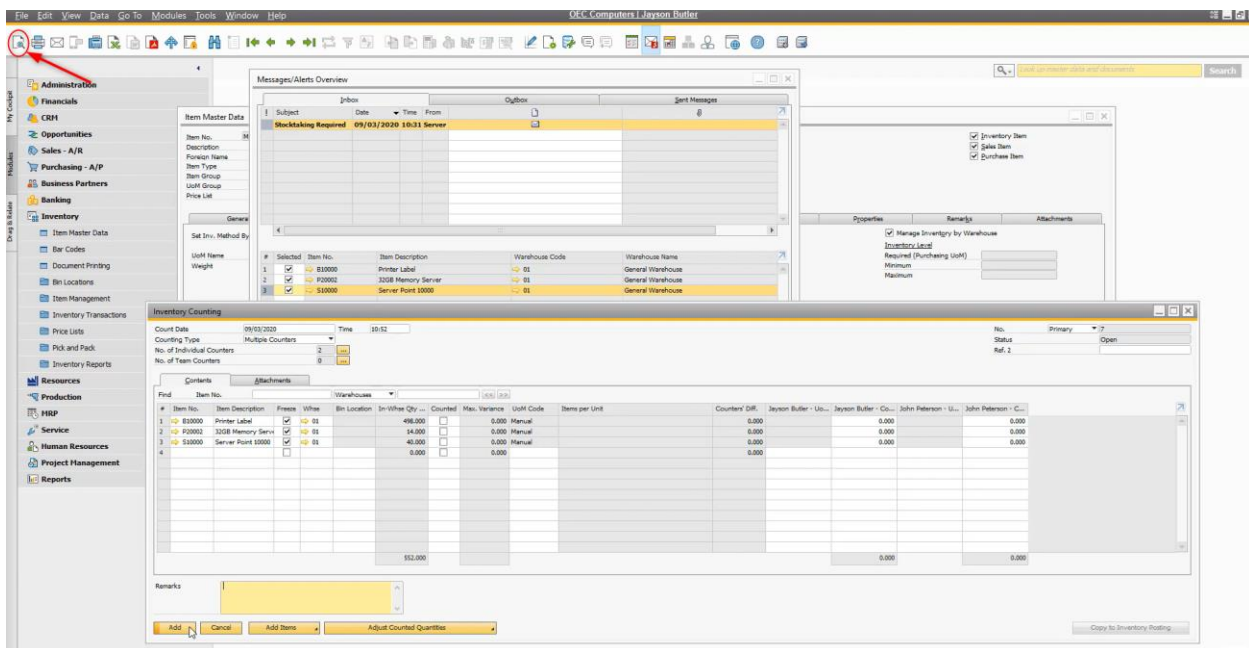 File Edit View Data Go To Modules Tools Window Help
OEC Computers | Jayson Butler
Search
My Cockpit
Modules
Drag & Relate
Administration
Financials
CRM
Opportunities
Sales - A/R
Purchasing - A/P
Business Partners
Banking
Inventory
Item Master Data
Bar Codes
Document Printing
Bin Locations
Item Management
Inventory Transactions
Price Lists
Pick and Pack
Inventory Reports
Resources
Production
MRP
Service
Human Resources
Project Management
Reports
Item Master Data
Item No. M
Description
Foreign Name
Item Type
Item Group
UoM Group
Price List
Inventory Item
Sales Item
Purchase Item
Genera
Properties Remarks Attachments
Set Inv. Method By
UoM Name
Weight
Manage Inventory by Warehouse
Inventory Level
Required (Purchasing UoM)
Minimum
Maximum
Messages/Alerts Overview
Inbox Outbox Sent Messages
! Subject Date Time From
Stocktaking Required 09/03/2020 10:31 Server
# Selected Item No. Item Description Warehouse Code Warehouse Name
1 B10000 Printer Label 01 General Warehouse
2 P20002 32GB Memory Server 01 General Warehouse
3 S10000 Server Point 10000 01 General Warehouse
Inventory Counting
Count Date 09/03/2020 Time 10:52
Counting Type Multiple Counters
No. of Individual Counters 2 ...
No. of Team Counters 0 ...
No. Primary 7
Status Open
Ref. 2
Contents Attachments
Find Item No. Warehouses
# Item No. Item Description Freeze Whse Bin Location In-Whse Qty ... Counted Max. Variance UoM Code Items per Unit Counters' Diff. Jayson Butler - Uo... Jayson Butler - Co... John Peterson - U... John Peterson - C...
1 B10000 Printer Label 01 498.000 0.000 Manual 0.000 0.000 0.000
2 P20002 32GB Memory Serve 01 14.000 0.000 Manual 0.000 0.000 0.000
3 S10000 Server Point 10000 01 40.000 0.000 Manual 0.000 0.000 0.000
4 0.000 0.000 0.000
552.000 0.000 0.000
Remarks
Add Cancel Add Items Adjust Counted Quantities Copy to Inventory Posting